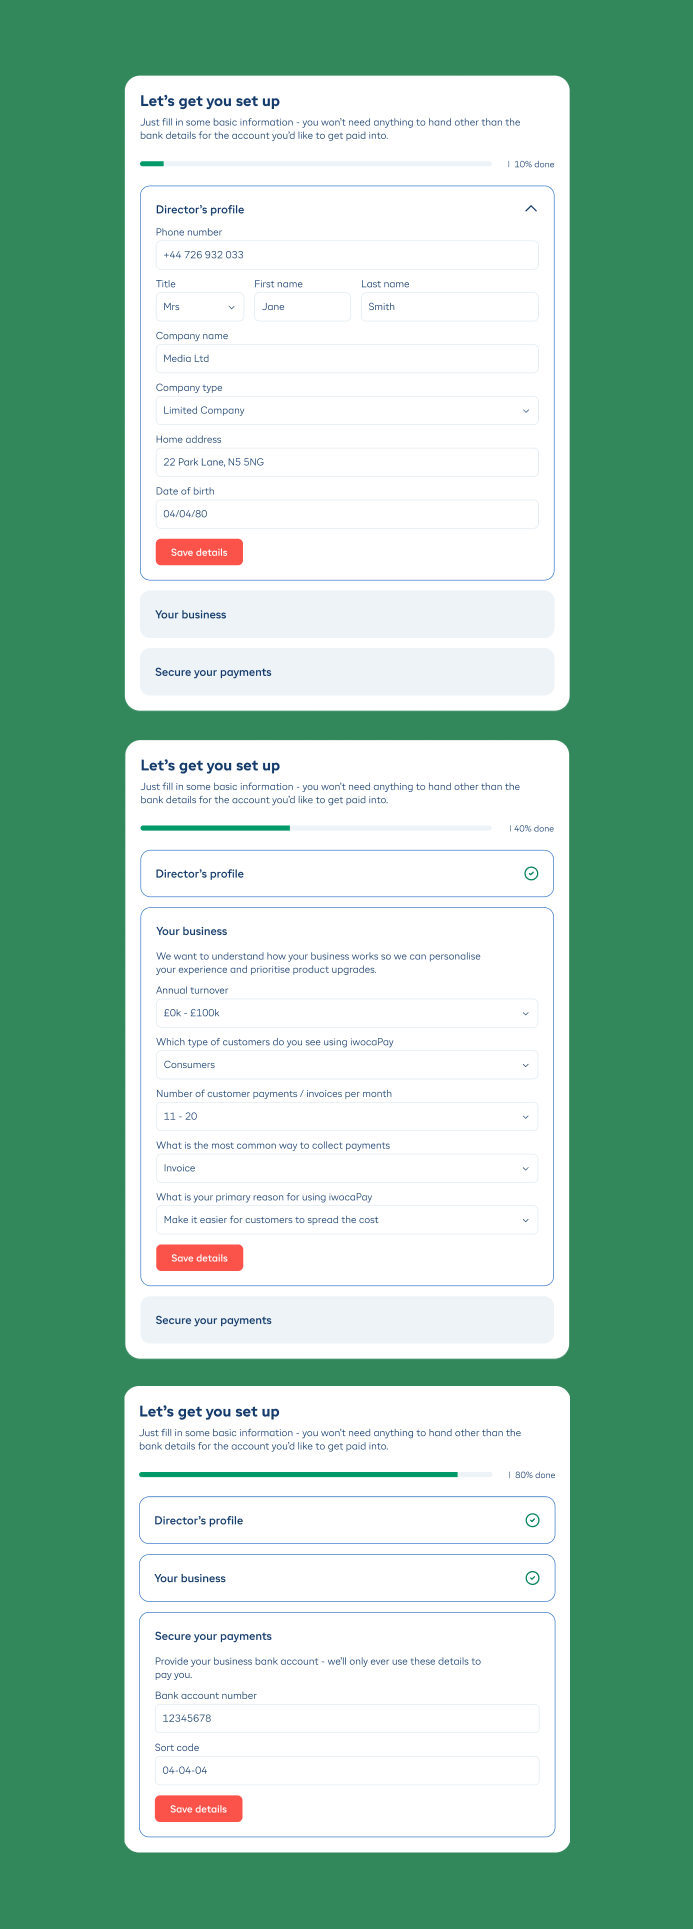 Let's get you set up
Just fill in some basic information - you won't need anything to hand other than the
bank details for the account you'd like to get paid into.
| 10% done
Director's profile
Phone number
+44 726 932 033
Title First name Last name
Mrs Jane Smith
Company name
Media Ltd
Company type
Limited Company
Home address
22 Park Lane, N5 5NG
Date of birth
04/04/80
Save details
Your business
Secure your payments
Let's get you set up
Just fill in some basic information - you won't need anything to hand other than the
bank details for the account you'd like to get paid into.
| 40% done
Director's profile
Your business
We want to understand how your business works so we can personalise
your experience and prioritise product upgrades.
Annual turnover
£0k - £100k
Which type of customers do you see using iwocaPay
Consumers
Number of customer payments / invoices per month
11 - 20
What is the most common way to collect payments
Invoice
What is your primary reason for using iwocaPay
Make it easier for customers to spread the cost
Save details
Secure your payments
Let's get you set up
Just fill in some basic information - you won't need anything to hand other than the
bank details for the account you'd like to get paid into.
| 80% done
Director's profile
Your business
Secure your payments
Provide your business bank account - we'll only ever use these details to
pay you.
Bank account number
12345678
Sort code
04-04-04
Save details